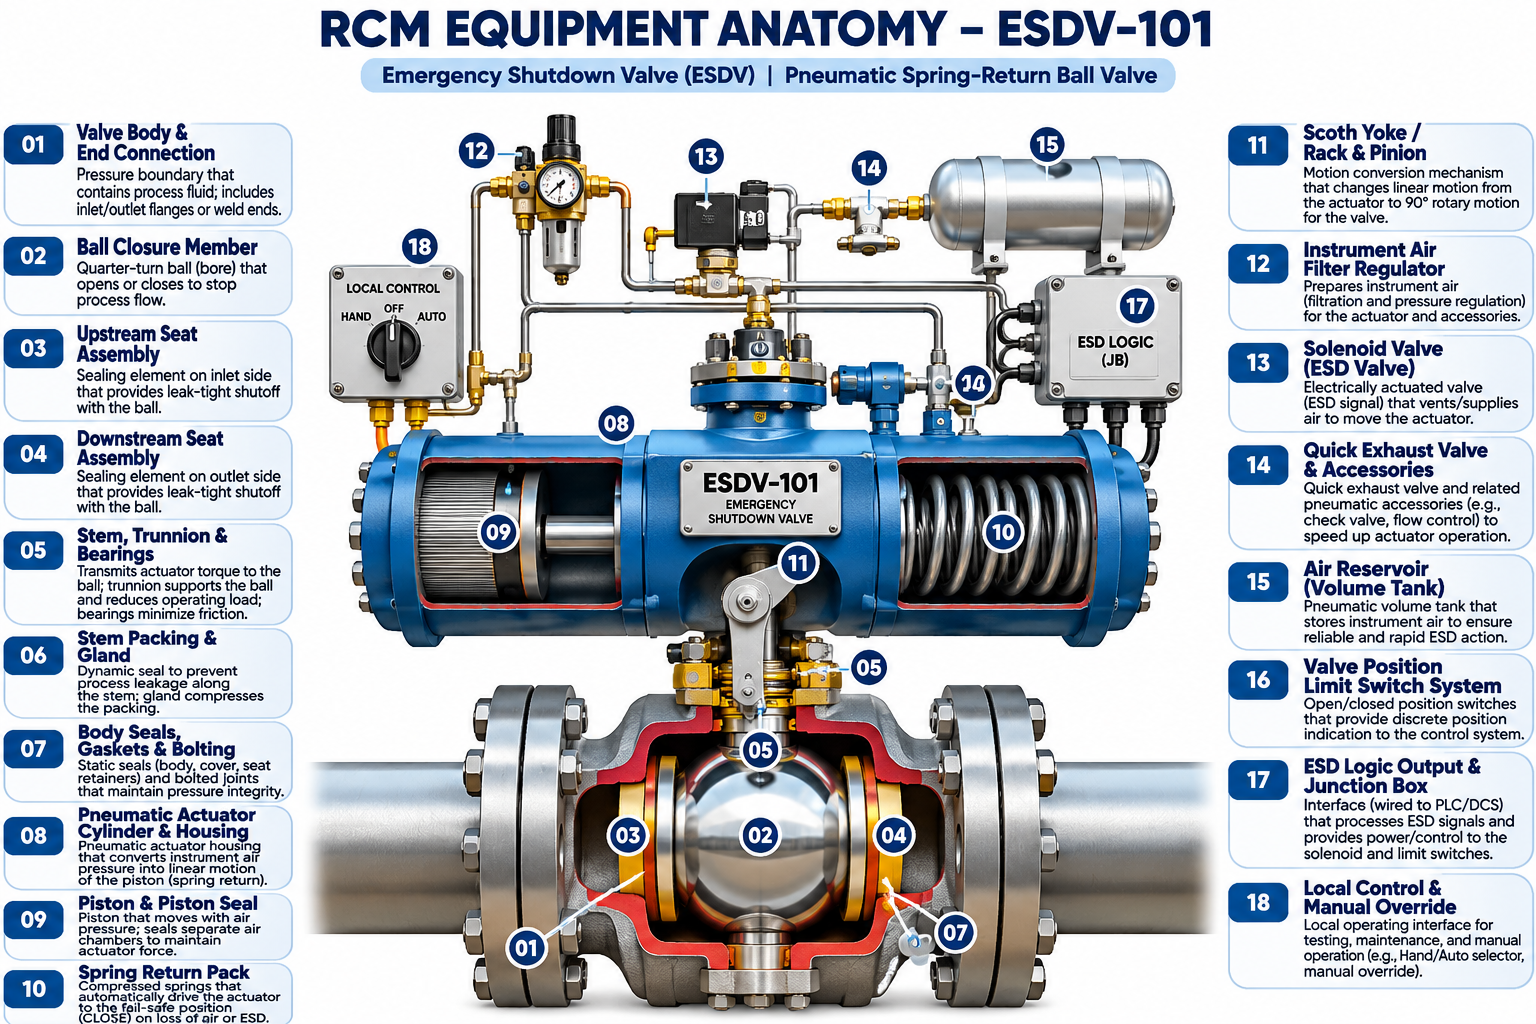 RCM EQUIPMENT ANATOMY – ESDV-101
Emergency Shutdown Valve (ESDV) | Pneumatic Spring-Return Ball Valve
01
Valve Body &
End Connection
Pressure boundary that
contains process fluid; includes
inlet/outlet flanges or weld ends.
02
Ball Closure Member
Quarter-turn ball (bore) that
opens or closes to stop
process flow.
03
Upstream Seat
Assembly
Sealing element on inlet side
that provides leak-tight shutoff
with the ball.
04
Downstream Seat
Assembly
Sealing element on outlet side
that provides leak-tight shutoff
with the ball.
05
Stem, Trunnion &
Bearings
Transmits actuator torque to the
ball; trunnion supports the ball
and reduces operating load;
bearings minimize friction.
06
Stem Packing &
Gland
Dynamic seal to prevent
process leakage along
the stem; gland compresses
the packing.
07
Body Seals,
Gaskets & Bolting
Static seals (body, cover, seat
retainers) and bolted joints
that maintain pressure integrity.
08
Pneumatic Actuator
Cylinder & Housing
Pneumatic actuator housing
that converts instrument air
pressure into linear motion
of the piston (spring return).
09
Piston & Piston Seal
Piston that moves with air
pressure; seals separate air
chambers to maintain
actuator force.
10
Spring Return Pack
Compressed springs that
automatically drive the actuator
to the fail-safe position
(CLOSE) on loss of air or ESD.
12
13
14
15
18
LOCAL CONTROL
OFF
HAND
AUTO
17
ESD LOGIC
(JB)
14
08
ESDV-101
EMERGENCY
SHUTDOWN VALVE
09
10
11
05
05
03
02
04
01
07
11
Scoth Yoke /
Rack & Pinion
Motion conversion mechanism
that changes linear motion from
the actuator to 90° rotary motion
for the valve.
12
Instrument Air
Filter Regulator
Prepares instrument air
(filtration and pressure regulation)
for the actuator and accessories.
13
Solenoid Valve
(ESD Valve)
Electrically actuated valve
(ESD signal) that vents/supplies
air to move the actuator.
14
Quick Exhaust Valve
& Accessories
Quick exhaust valve and related
pneumatic accessories (e.g.,
check valve, flow control) to
speed up actuator operation.
15
Air Reservoir
(Volume Tank)
Pneumatic volume tank that
stores instrument air to ensure
reliable and rapid ESD action.
16
Valve Position
Limit Switch System
Open/closed position switches
that provide discrete position
indication to the control system.
17
ESD Logic Output &
Junction Box
Interface (wired to PLC/DCS)
that processes ESD signals and
provides power/control to the
solenoid and limit switches.
18
Local Control &
Manual Override
Local operating interface for
testing, maintenance, and manual
operation (e.g., Hand/Auto selector,
manual override).